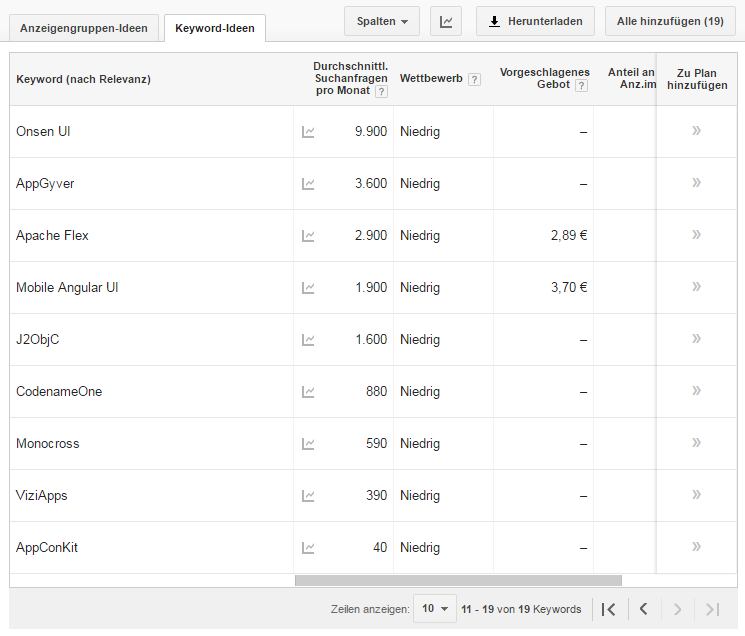 Anzeigengruppen-Ideen
Keyword-Ideen
Spalten
Herunterladen
Alle hinzufügen (19)
Keyword (nach Relevanz)
Durchschnittl.
Suchanfragen
pro Monat ?
Wettbewerb ?
Vorgeschlagenes
Gebot ?
Anteil an
Anz.im
Zu Plan
hinzufügen
Onsen UI 9.900 Niedrig – »
AppGyver 3.600 Niedrig – »
Apache Flex 2.900 Niedrig 2,89 € »
Mobile Angular UI 1.900 Niedrig 3,70 € »
J2ObjC 1.600 Niedrig – »
CodenameOne 880 Niedrig – »
Monocross 590 Niedrig – »
ViziApps 390 Niedrig – »
AppConKit 40 Niedrig – »
Zeilen anzeigen: 10 11 - 19 von 19 Keywords